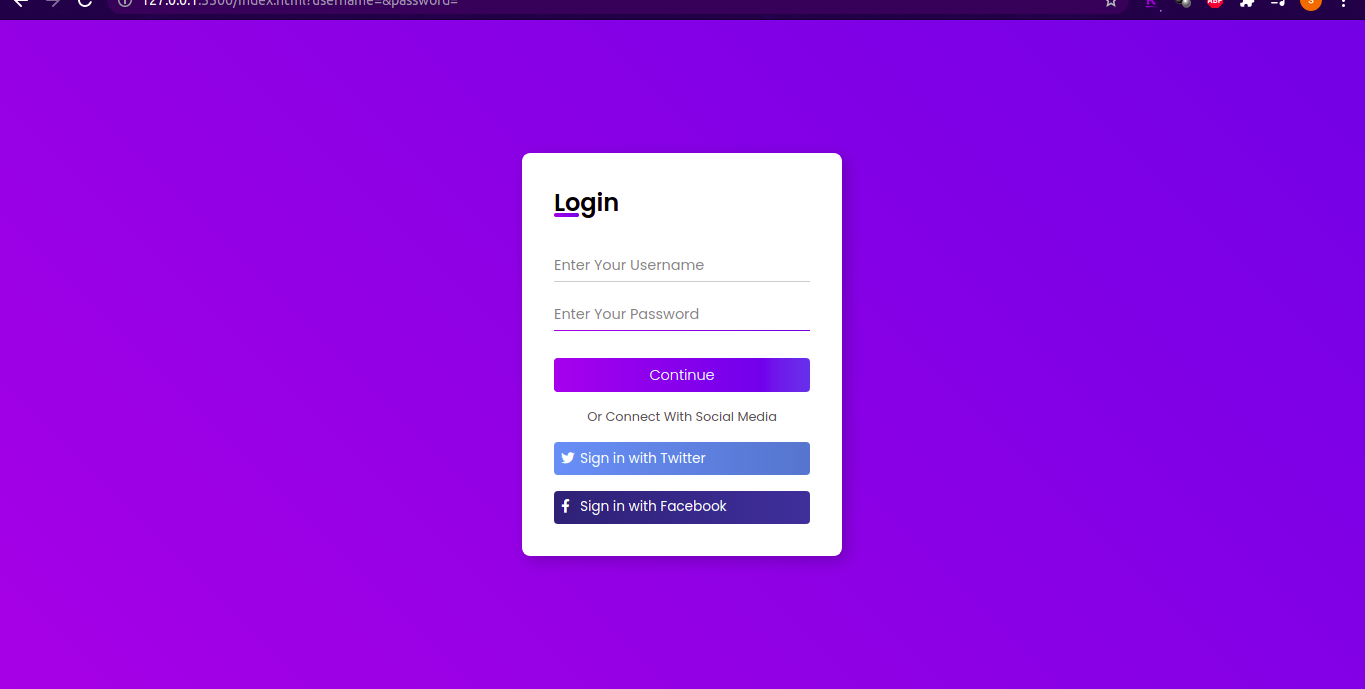 127.0.0.1:5500/index.html?username=&password=
Login
Enter Your Username
Enter Your Password
Continue
Or Connect With Social Media
Sign in with Twitter
Sign in with Facebook